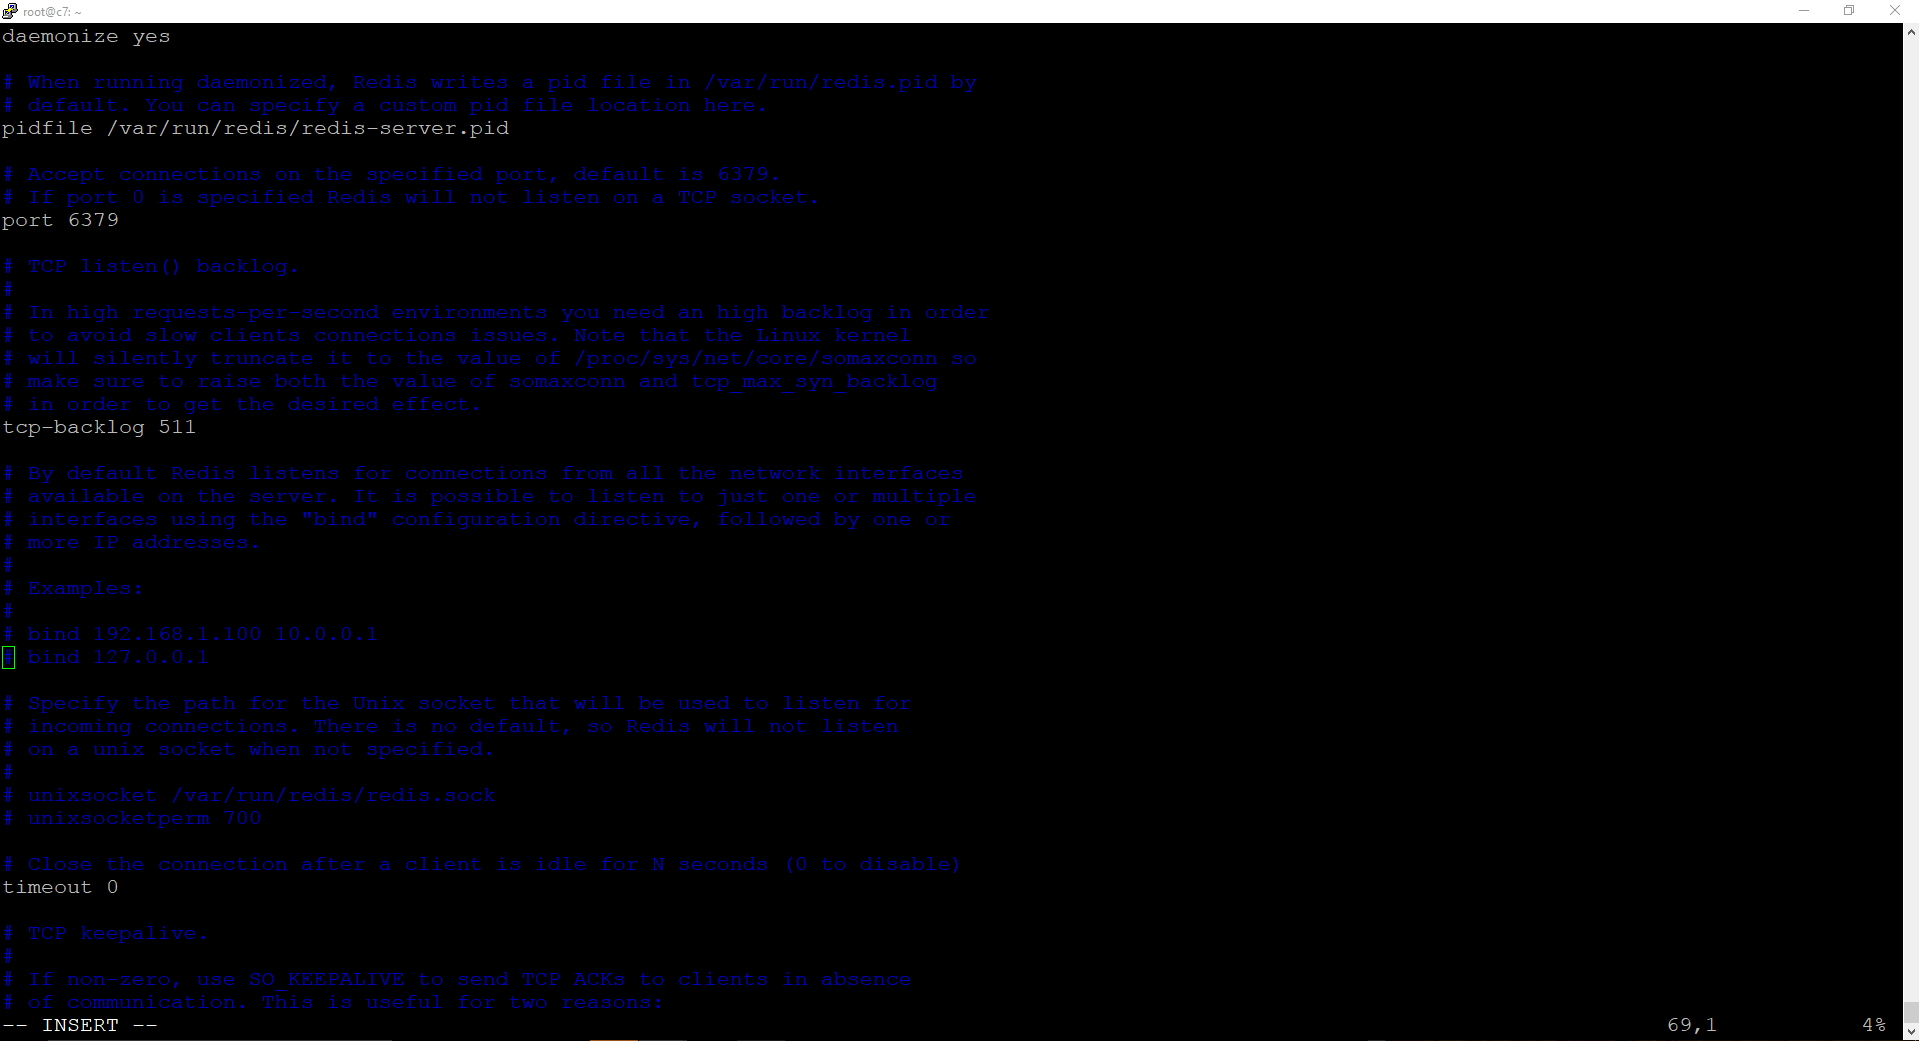 root@c7: ~
daemonize yes
# When running daemonized, Redis writes a pid file in /var/run/redis.pid by
# default. You can specify a custom pid file location here.
pidfile /var/run/redis/redis-server.pid
# Accept connections on the specified port, default is 6379.
# If port 0 is specified Redis will not listen on a TCP socket.
port 6379
# TCP listen() backlog.
#
# In high requests-per-second environments you need an high backlog in order
# to avoid slow clients connections issues. Note that the Linux kernel
# will silently truncate it to the value of /proc/sys/net/core/somaxconn so
# make sure to raise both the value of somaxconn and tcp_max_syn_backlog
# in order to get the desired effect.
tcp-backlog 511
# By default Redis listens for connections from all the network interfaces
# available on the server. It is possible to listen to just one or multiple
# interfaces using the "bind" configuration directive, followed by one or
# more IP addresses.
#
# Examples:
#
# bind 192.168.1.100 10.0.0.1
# bind 127.0.0.1
# Specify the path for the Unix socket that will be used to listen for
# incoming connections. There is no default, so Redis will not listen
# on a unix socket when not specified.
#
# unixsocket /var/run/redis/redis.sock
# unixsocketperm 700
# Close the connection after a client is idle for N seconds (0 to disable)
timeout 0
# TCP keepalive.
#
# If non-zero, use SO_KEEPALIVE to send TCP ACKs to clients in absence
# of communication. This is useful for two reasons:
-- INSERT -- 69,1 4%